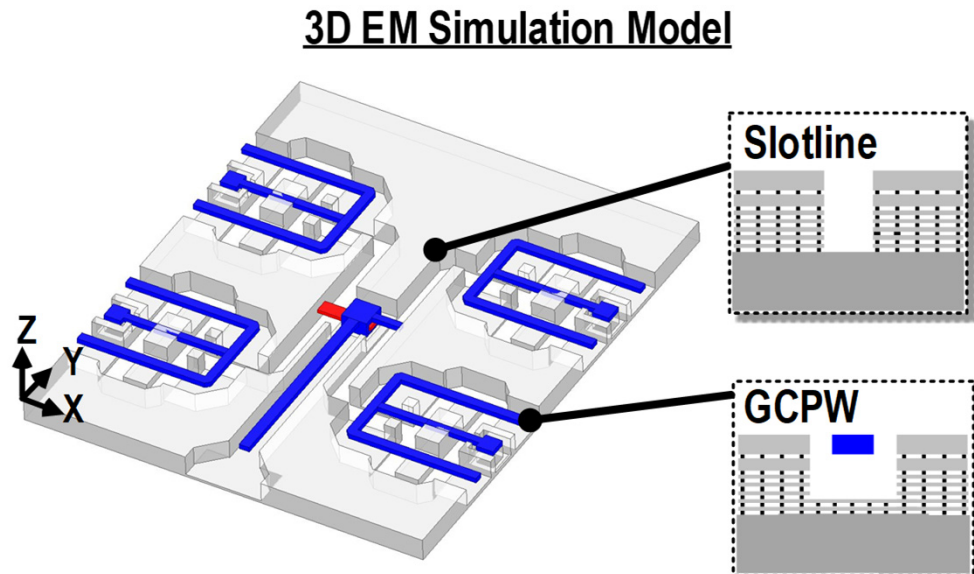 3D EM Simulation Model
Slotline
Z
Y
X
GCPW